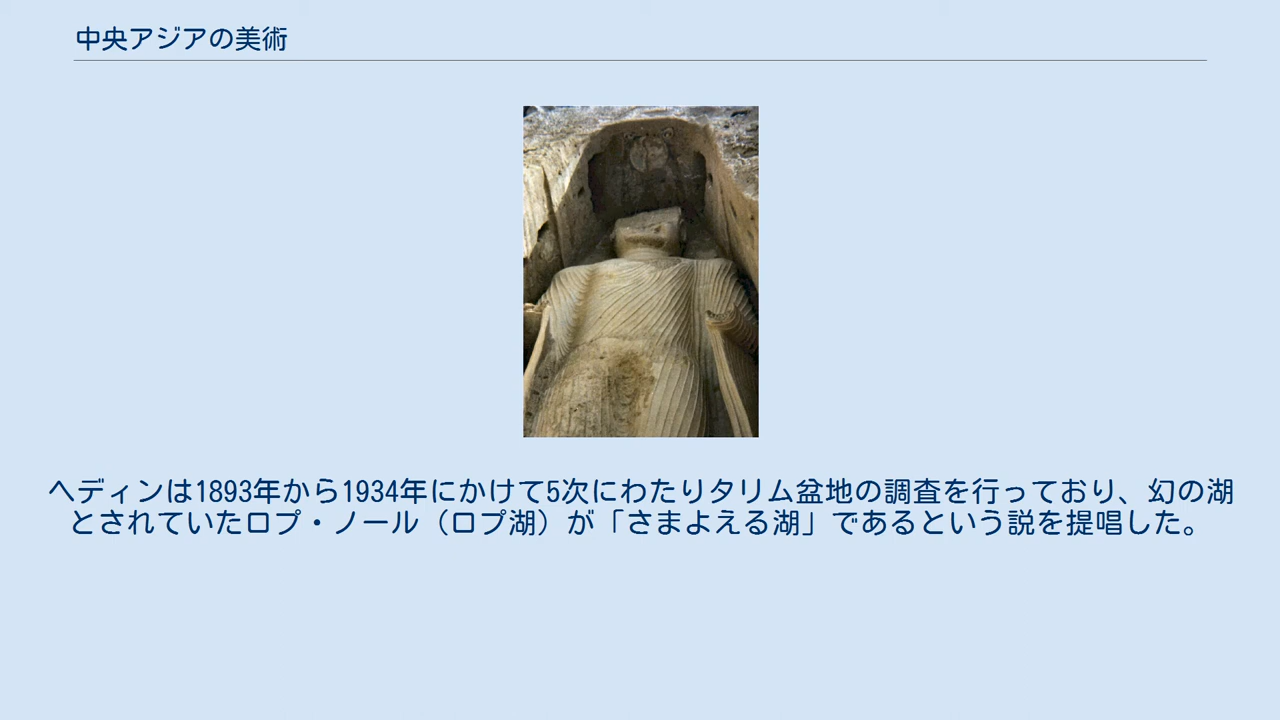 中央アジアの美術
ヘディンは1893年から1934年にかけて5次にわたりタリム盆地の調査を行っており、幻の湖
とされていたロプ・ノール（ロプ湖）が「さまよえる湖」であるという説を提唱した。